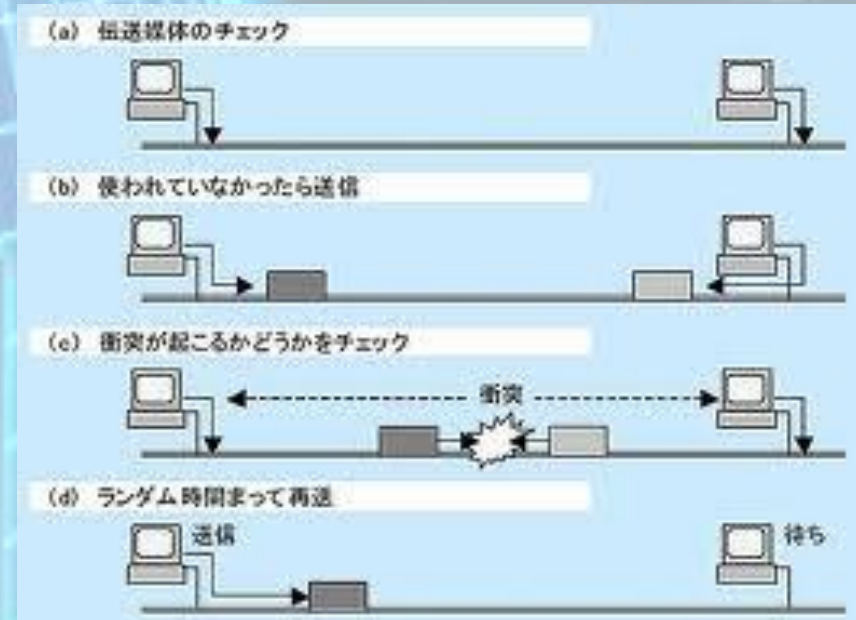 (a) 伝送媒体のチェック
(b) 使われていなかったら送信
(c) 衝突が起こるかどうかをチェック
衝突
(d) ランダム時間まって再送
送信
待ち